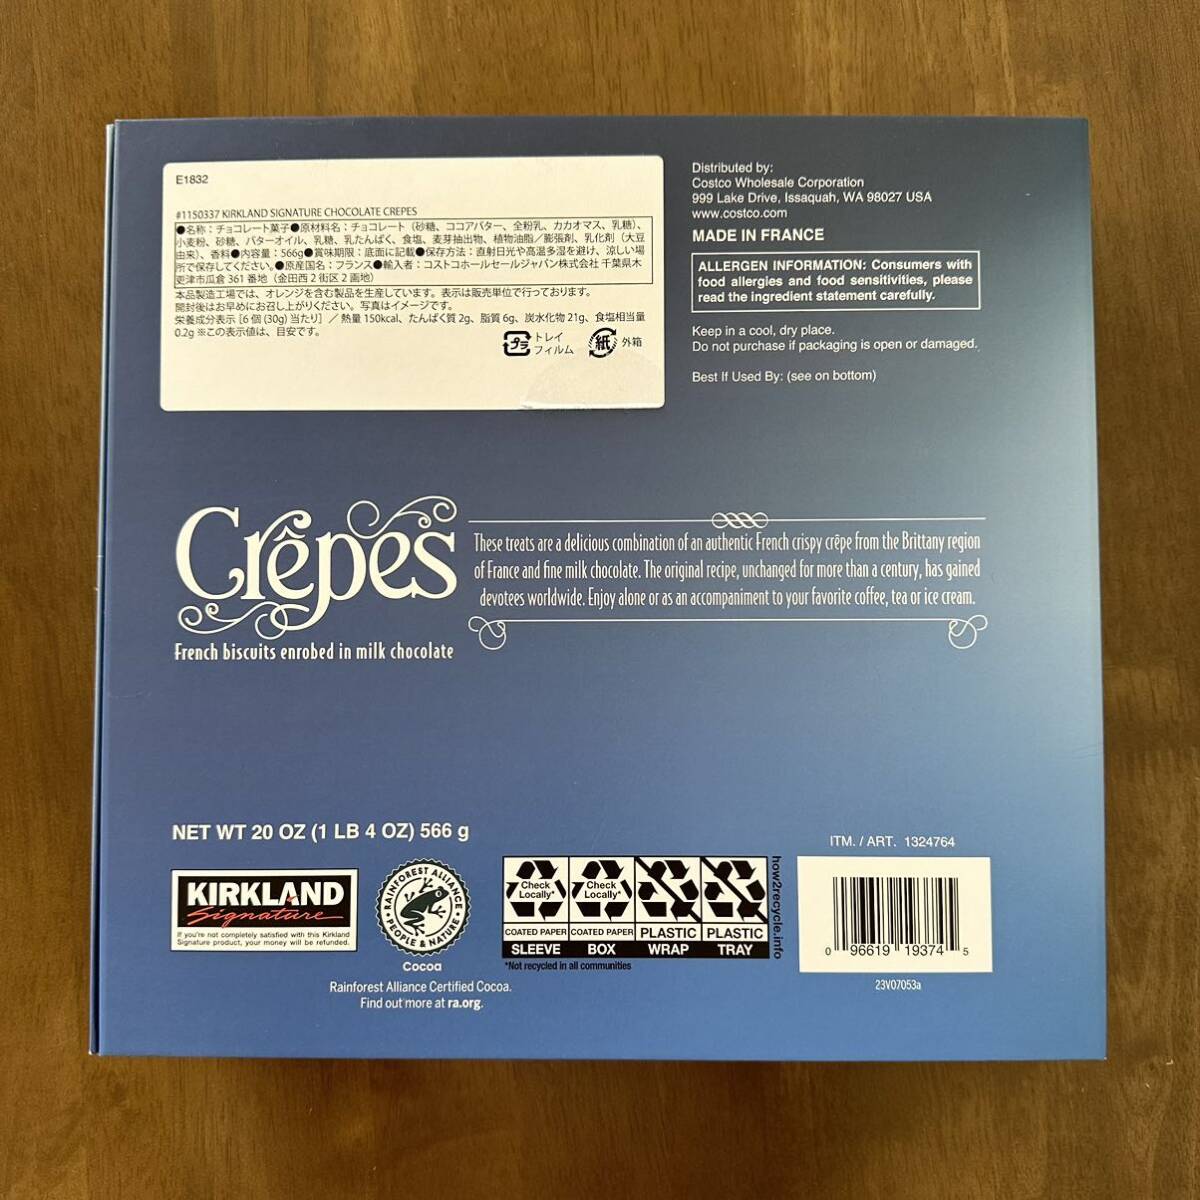 E1832
#1150337 KIRKLAND SIGNATURE CHOCOLATE CREPES
●名称：チョコレート菓子●原材料名：チョコレート（砂糖、ココアバター、全粉乳、カカオマス、乳糖）、
小麦粉、砂糖、バターオイル、乳糖、乳たんぱく、食塩、麦芽抽出物、植物油脂／膨張剤、乳化剤（大豆
由来）、香料●内容量：566g●賞味期限：底面に記載●保存方法：直射日光や高温多湿を避け、涼しい場
所で保存してください。●原産国名：フランス●輸入者：コストコホールセールジャパン株式会社 千葉県木
更津市瓜倉 361 番地（金田西 2 街区 2 画地）
本品製造工場では、オレンジを含む製品を生産しています。表示は販売単位で行っております。
開封後はお早めにお召し上がりください。写真はイメージです。
栄養成分表示［6 個 (30g) 当たり］／ 熱量 150kcal、たんぱく質 2g、脂質 6g、炭水化物 21g、食塩相当量
0.2g ※この表示値は、目安です。
プラ
トレイ
フィルム
紙
外箱
Distributed by:
Costco Wholesale Corporation
999 Lake Drive, Issaquah, WA 98027 USA
www.costco.com
MADE IN FRANCE
ALLERGEN INFORMATION: Consumers with
food allergies and food sensitivities, please
read the ingredient statement carefully.
Keep in a cool, dry place.
Do not purchase if packaging is open or damaged.
Best If Used By: (see on bottom)
Crêpes
French biscuits enrobed in milk chocolate
These treats are a delicious combination of an authentic French crispy crêpe from the Brittany region
of France and fine milk chocolate. The original recipe, unchanged for more than a century, has gained
devotees worldwide. Enjoy alone or as an accompaniment to your favorite coffee, tea or ice cream.
NET WT 20 OZ (1 LB 4 OZ) 566 g
KIRKLAND
Signature
If you're not completely satisfied with this Kirkland
Signature product, your money will be refunded.
RAINFOREST ALLIANCE
PEOPLE & NATURE
Cocoa
Rainforest Alliance Certified Cocoa.
Find out more at ra.org.
Check
Locally*
COATED PAPER
SLEEVE
Check
Locally*
COATED PAPER
BOX
PLASTIC
WRAP
PLASTIC
TRAY
how2recycle.info
*Not recycled in all communities
ITM. / ART. 1324764
0 96619 19374 5
23V07053a